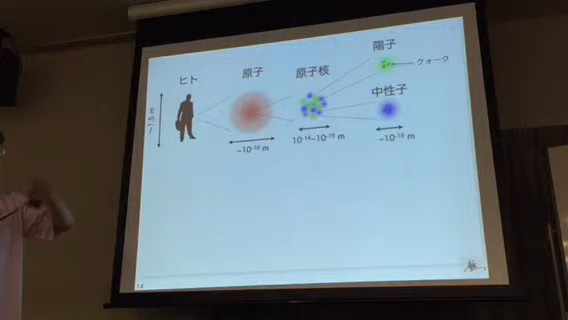 陽子
ヒト
原子
原子核
クォーク
中性子
~10⁻¹⁰ m
10⁻¹⁴~10⁻¹⁵ m
~10⁻¹⁵ m
14